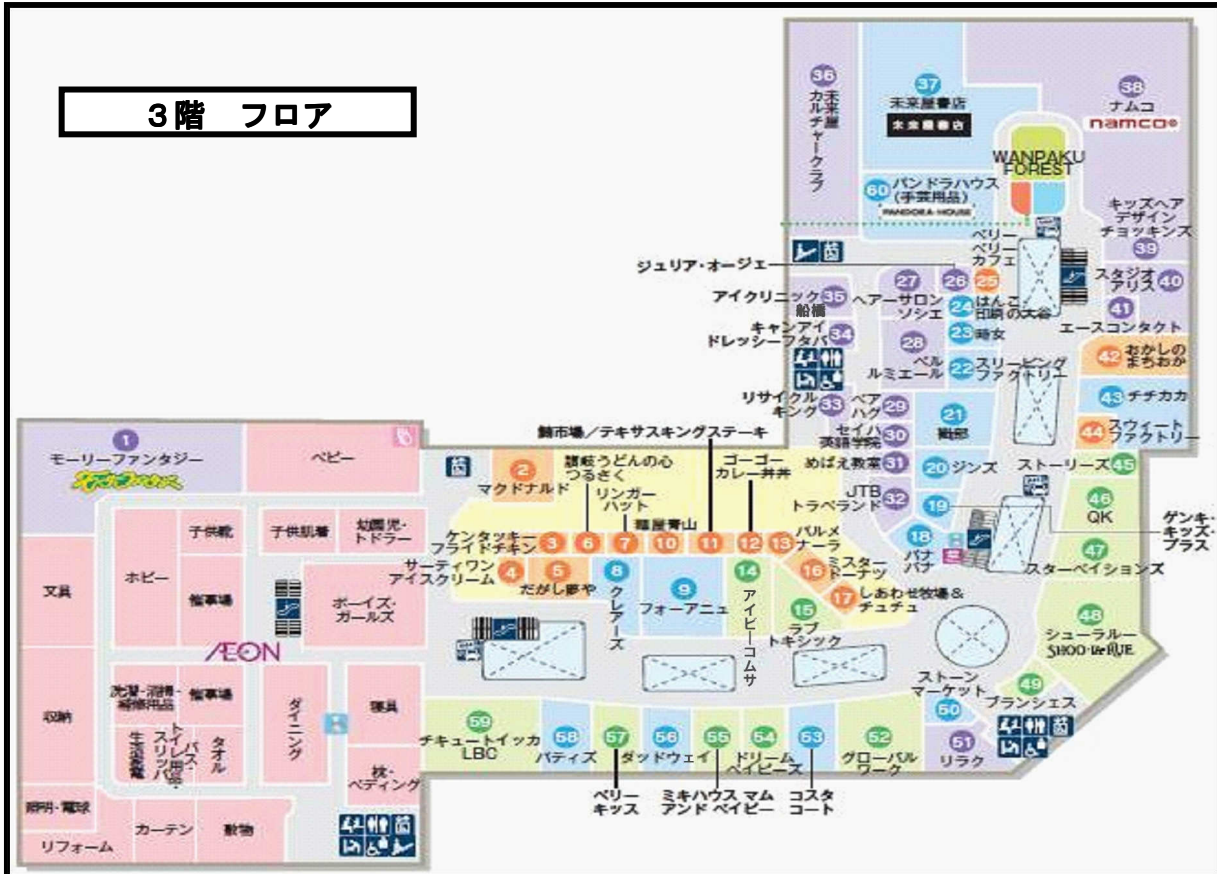 3階 フロア
36
未来屋
カルチャークラブ
37
未来屋書店
未来屋書店
38
ナムコ
namco
WANPAKU
FOREST
60
パンドラハウス
(手芸用品)
PANDORA・HOUSE
キッズヘア
デザイン
チョッキンズ
39
ベリー
ベリー
カフェ
ジュリア・オージェ
27
26
25
スタジオ
アリス
40
アイクリニック
船橋
35
ヘアーサロン
ソシエ
24
はんこ・
印刷の大谷
41
エースコンタクト
キャンアイ
ドレッシーフタバ
34
23
時女
28
ベル
ルミエール
22
スリーピング
ファクトリー
42
おかしの
まちおか
リサイクル
キング
33
ベア
ハグ
29
21
43
チチカカ
セイハ
英語学院
30
44
スウィート
ファクトリー
めばえ教室
31
20
ジンズ
ストーリーズ
45
JTB
トラベランド
32
19
46
QK
ゲンキ・
キッズ・
プラス
18
パナ
パナ
47
スターベイションズ
48
シューラルー
SHOO・LA・RUE
1
モーリーファンタジー
ベビー
2
マクドナルド
讃岐うどんの心
つるさく
リンガー
ハット
麺屋青山
鶴市場/テキサスキングステーキ
ゴーゴー
カレー丼丼
パルメ
ナーラ
ケンタッキー
フライドチキン
3
6
7
10
11
12
13
サーティワン
アイスクリーム
4
5
だがし夢や
8
クレアーズ
9
フォーアニュ
14
アイビーコムサ
15
ラブ
トキシック
16
ミスター
ドーナツ
17
しあわせ牧場&
チュチュ
子供靴
子供肌着
幼園児・
トドラー
ホビー
文具
催事場
ボーイズ・
ガールズ
ÆON
洗濯・清掃・
補修用品
催事場
収納
ダイニング
寝具
生活家電
トイレ用品・
バス・
スリッパ
タオル
枕・
ベディング
照明・電球
リフォーム
カーテン
敷物
59
チキュートイッカ
LBC
58
パティズ
57
ベリー
キッス
56
ダッドウェイ
55
ミキハウス マム
アンド ベイビー
54
ドリーム
ベイビーズ
53
コスタ
コート
52
グローバル
ワーク
ストーン
マーケット
50
49
ブランシェス
51
リラク